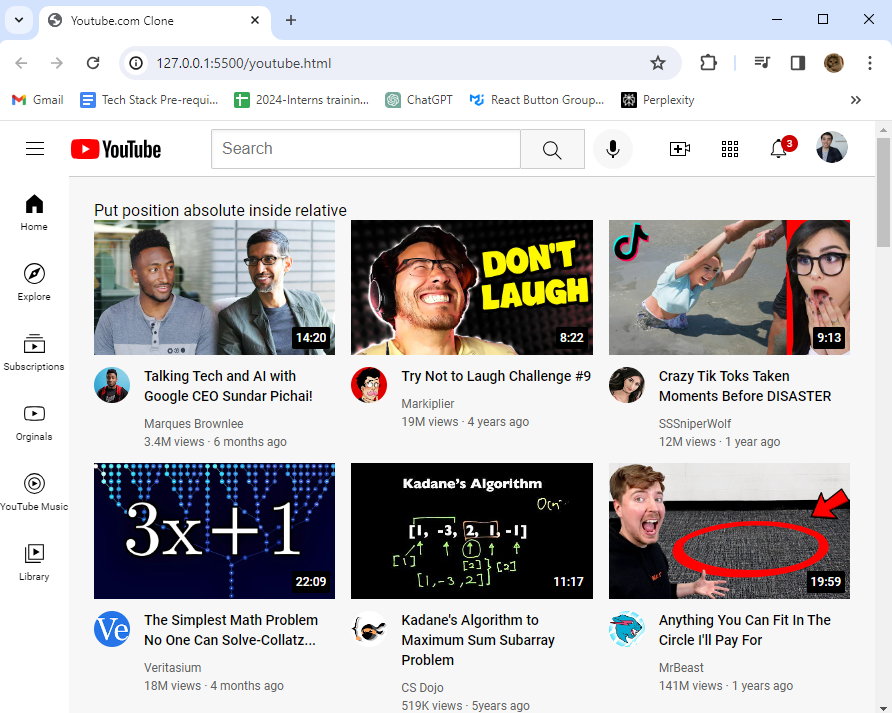 Youtube.com Clone
127.0.0.1:5500/youtube.html
Gmail
Tech Stack Pre-requi...
2024-Interns trainin...
ChatGPT
React Button Group...
Perplexity
YouTube
Search
3
Home
Explore
Subscriptions
Orginals
YouTube Music
Library
Put position absolute inside relative
14:20
Talking Tech and AI with
Google CEO Sundar Pichai!
Marques Brownlee
3.4M views · 6 months ago
DON'T
LAUGH
8:22
Try Not to Laugh Challenge #9
Markiplier
19M views · 4 years ago
9:13
Crazy Tik Toks Taken
Moments Before DISASTER
SSSniperWolf
12M views · 1 year ago
3x+1
22:09
Ve
The Simplest Math Problem
No One Can Solve-Collatz...
Veritasium
18M views · 4 months ago
Kadane's Algorithm
[1, -3, 2, 1, -1]
[1]
[2]
[2]
[1,-3,2]
11:17
Kadane's Algorithm to
Maximum Sum Subarray
Problem
CS Dojo
519K views · 5years ago
19:59
Anything You Can Fit In The
Circle I'll Pay For
MrBeast
141M views · 1 years ago